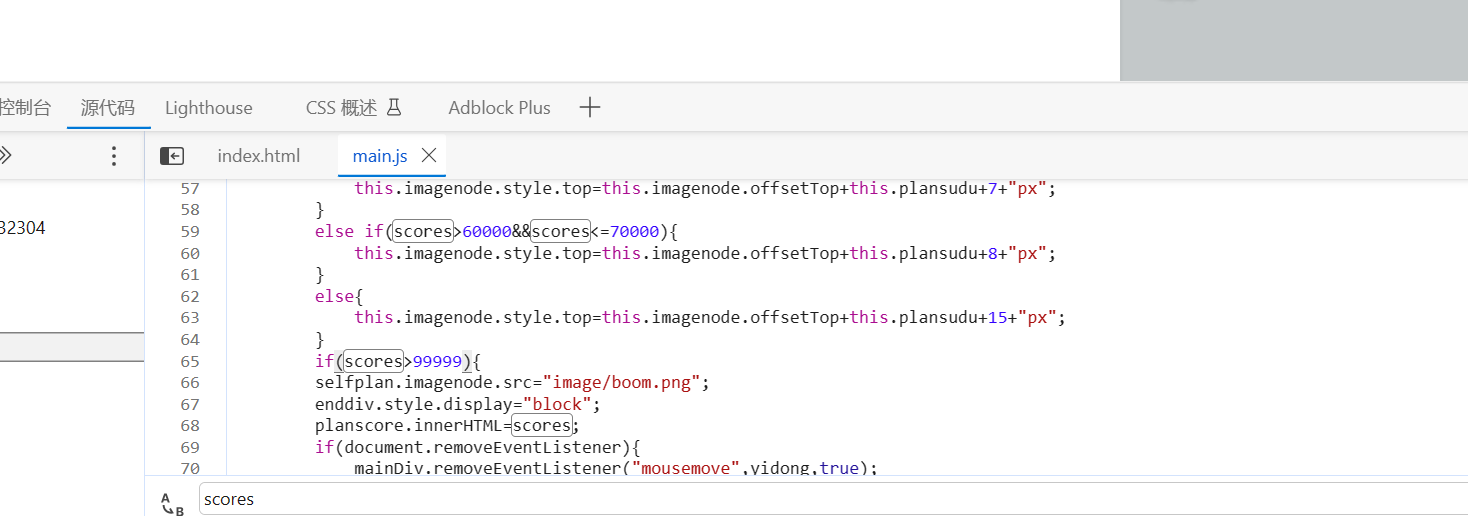 控制台 源代码 Lighthouse CSS 概述 Adblock Plus
index.html main.js
32304
57 this.imagenode.style.top=this.imagenode.offsetTop+this.plansudu+7+"px";
58 }
59 else if(scores>60000&&scores<=70000){
60 this.imagenode.style.top=this.imagenode.offsetTop+this.plansudu+8+"px";
61 }
62 else{
63 this.imagenode.style.top=this.imagenode.offsetTop+this.plansudu+15+"px";
64 }
65 if(scores>99999){
66 selfplan.imagenode.src="image/boom.png";
67 enddiv.style.display="block";
68 planscore.innerHTML=scores;
69 if(document.removeEventListener){
70 mainDiv.removeEventListener("mousemove",yidong,true);
A B scores